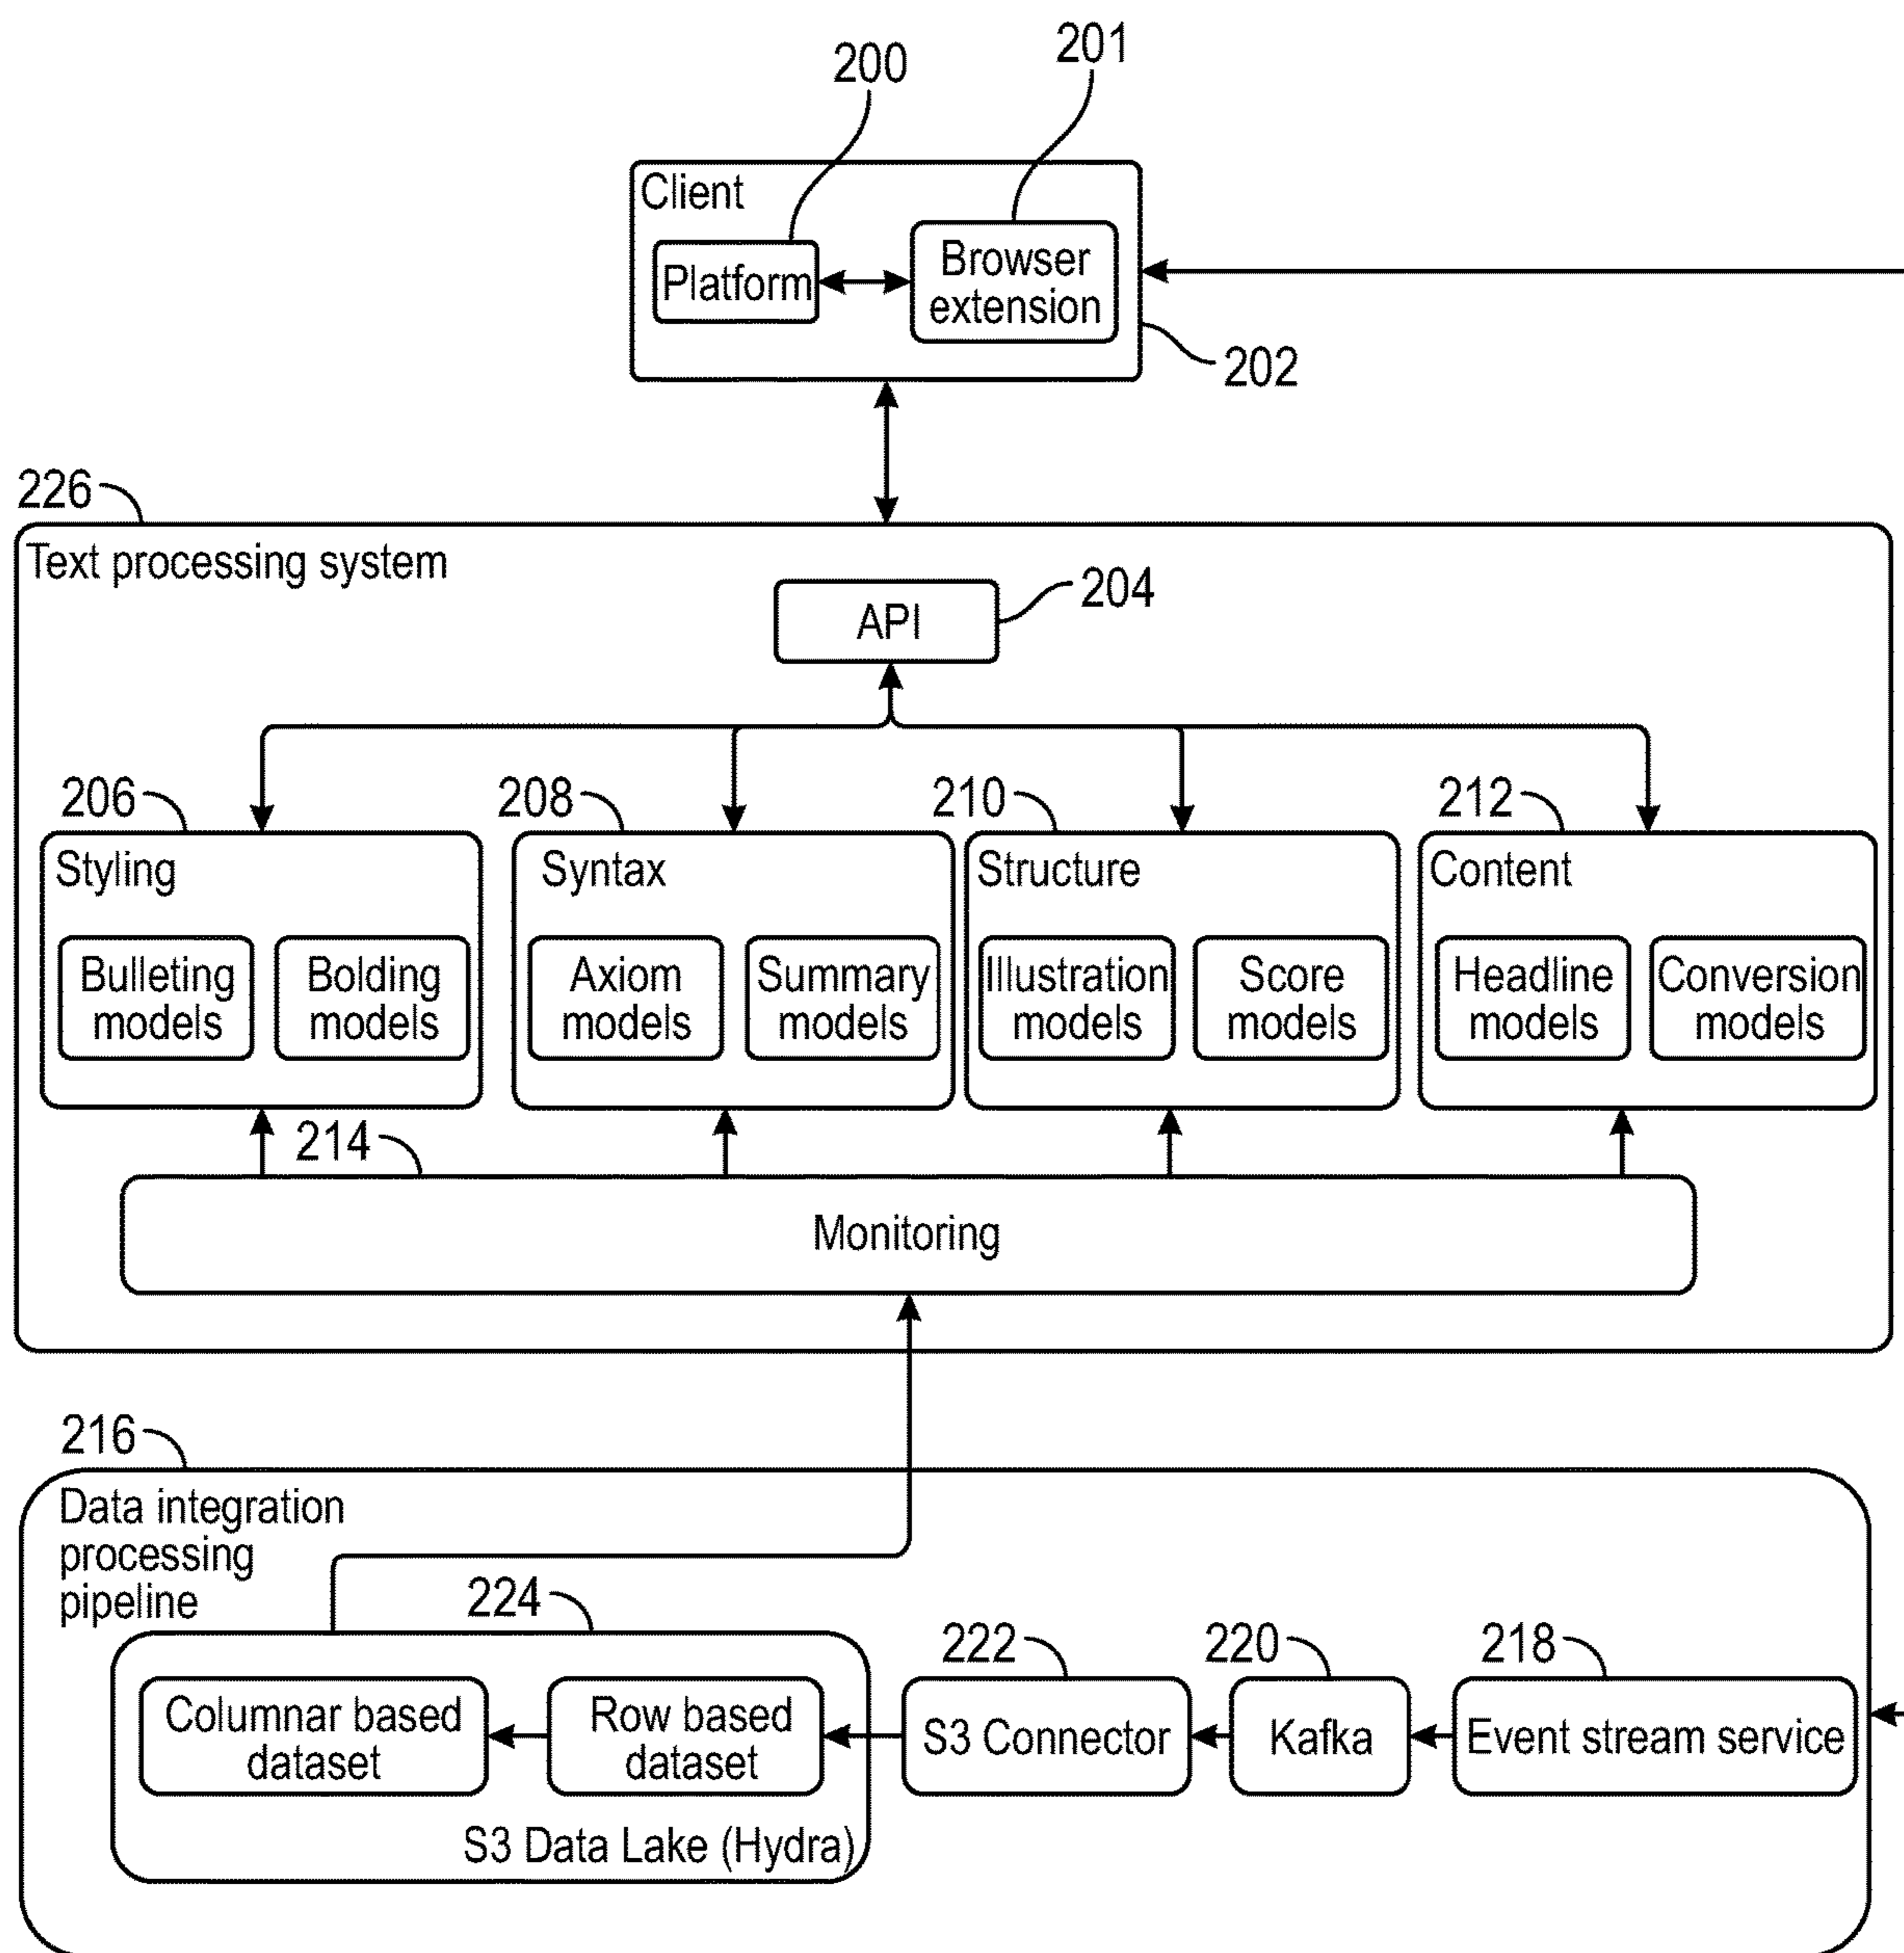 201
200
Client
Platform
Browser
extension
202
226
Text processing system
API
204
206
208
210
212
Styling
Syntax
Structure
Content
Bulleting
models
Bolding
models
Axiom
models
Summary
models
Illustration
models
Score
models
Headline
models
Conversion
models
214
Monitoring
216
Data integration
processing
pipeline
224
222
220
218
Columnar based
dataset
Row based
dataset
S3 Connector
Kafka
Event stream service
S3 Data Lake (Hydra)